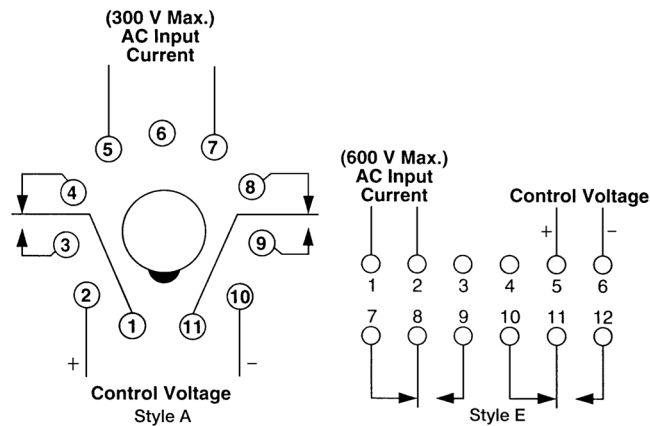 (300 V Max.)
AC Input
Current
5
6
7
4
8
3
9
2
10
1
11
+
−
Control Voltage
Style A
(600 V Max.)
AC Input
Current
Control Voltage
+
−
1 2 3 4 5 6
7 8 9 10 11 12
Style E